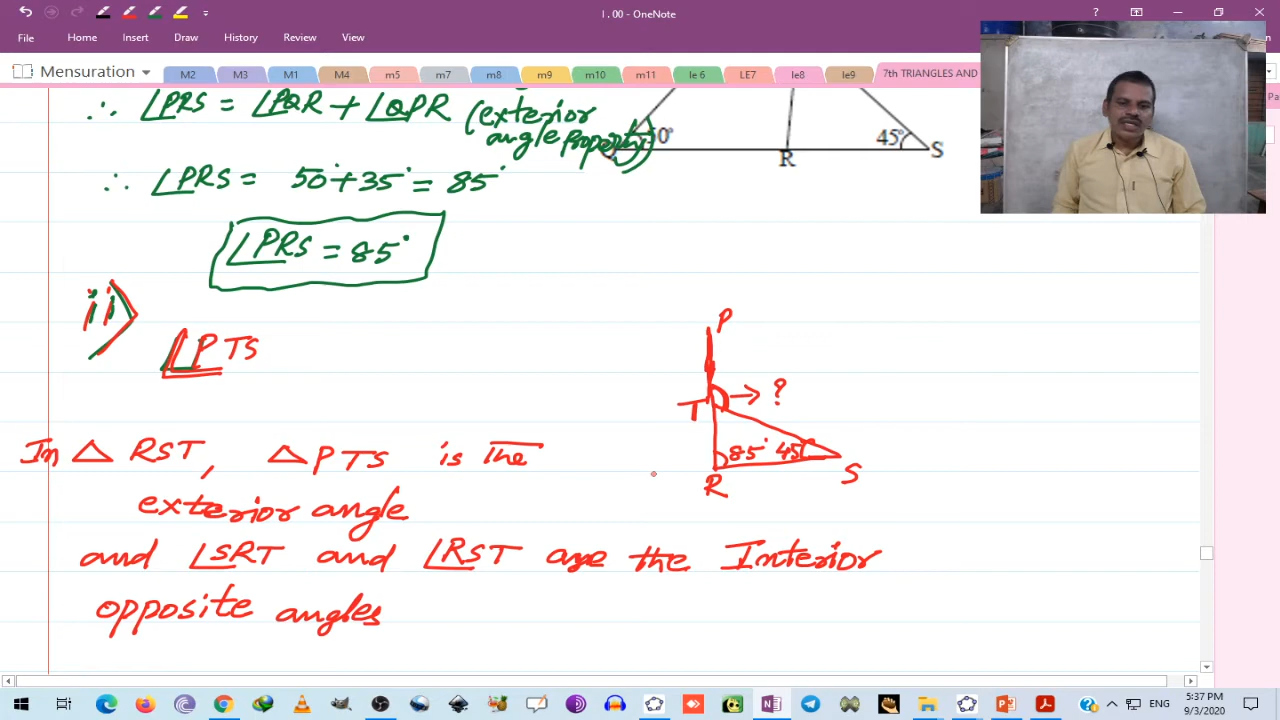 1.00 - OneNote
File Home Insert Draw History Review View
Mensuration M2 M3 M1 M4 m5 m7 m8 m9 m10 m11 le 6 LE7 le8 le9 7th TRIANGLES AND
∴ ∠PRS = ∠PQR + ∠QPR (exterior angle Property)
∴ ∠PRS = 50+35° = 85°
∠PRS = 85°
45°
R
S
ii)
∠PTS
P
T → ?
85° 45
R
S
In △ RST, △PTS is the
exterior angle
and ∠SRT and ∠RST are the Interior
opposite angles
ENG
5:37 PM
9/3/2020